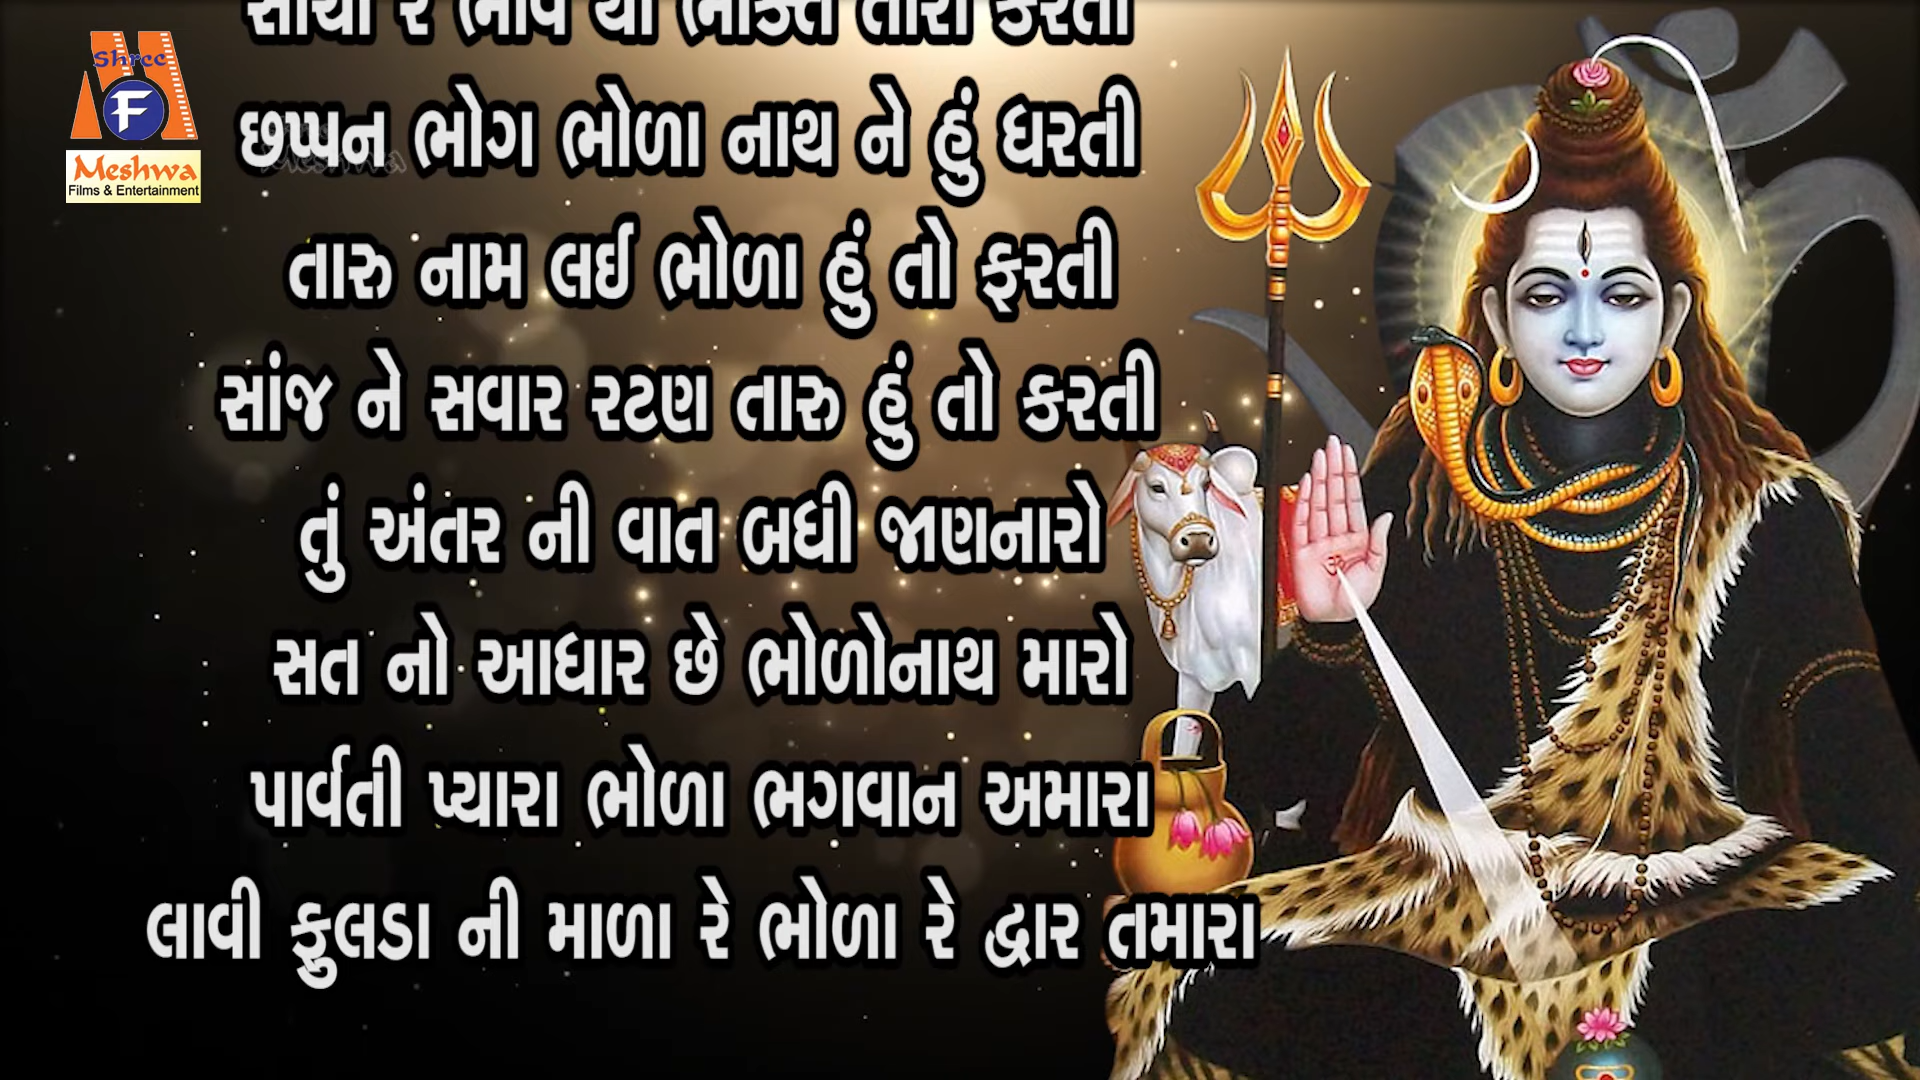 Shree
F
Meshwa
Films & Entertainment
છપ્પન ભોગ ભોળા નાથ ને હું ધરતી
તારુ નામ લઈ ભોળા હું તો ફરતી
સાંજ ને સવાર રટણ તારુ હું તો કરતી
તું અંતર ની વાત બધી જાણનારો
સત નો આધાર છે ભોળોનાથ મારો
પાર્વતી પ્યારા ભોળા ભગવાન અમારા
લાવી ફુલડા ની માળા રે ભોળા રે દ્વાર તમારા